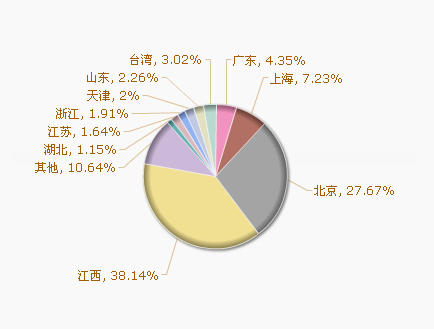 台湾, 3.02%
广东, 4.35%
山东, 2.26%
上海, 7.23%
天津, 2%
浙江, 1.91%
江苏, 1.64%
湖北, 1.15%
其他, 10.64%
北京, 27.67%
江西, 38.14%